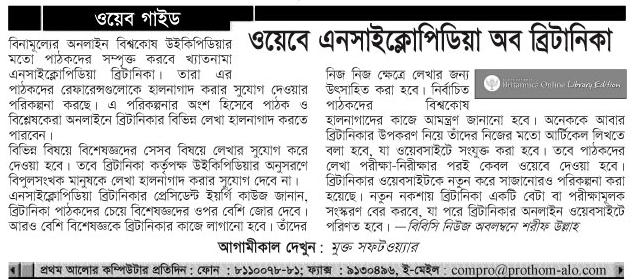 ওয়েব গাইড
ওয়েবে এনসাইক্লোপিডিয়া অব ব্রিটানিকা
বিনামূল্যের অনলাইন বিশ্বকোষ উইকিপিডিয়ার
মতো পাঠকদের সম্পৃক্ত করবে খ্যাতনামা
এনসাইক্লোপিডিয়া ব্রিটানিকা। তারা এর
পাঠকদের রেফারেন্সগুলোকে হালনাগাদ করার সুযোগ দেওয়ার
পরিকল্পনা করছে। এ পরিকল্পনার অংশ হিসেবে পাঠক ও
বিশ্লেষকেরা অনলাইনে ব্রিটানিকার বিভিন্ন লেখা হালনাগাদ করতে
পারবেন।
বিভিন্ন বিষয়ে বিশেষজ্ঞদের সেসব বিষয়ে লেখার সুযোগ করে
দেওয়া হবে। তবে ব্রিটানিকা কর্তৃপক্ষ উইকিপিডিয়ার অনুসরণে
বিপুলসংখক মানুষকে লেখা হালনাগাদ করার সুযোগ দেবে না।
এনসাইক্লোপিডিয়া ব্রিটানিকার প্রেসিডেন্ট ইয়র্গি কাউজ জানান,
ব্রিটানিকা পাঠকদের চেয়ে বিশেষজ্ঞদের ওপর বেশি জোর দেবে।
আরও বেশি বিশেষজ্ঞকে ব্রিটানিকার কাজে লাগানো হবে। তাঁদের
নিজ নিজ ক্ষেত্রে লেখার জন্য
উৎসাহিত করা হবে। নির্বাচিত
পাঠকদের বিশ্বকোষ
Britannica Online Library Edition
হালনাগাদের কাজে আমন্ত্রণ জানানো হবে। অনেককে আবার
ব্রিটানিকার উপকরণ নিয়ে তাঁদের নিজের মতো আর্টিকেল লিখতে
বলা হবে, যা ওয়েবসাইটে সংযুক্ত করা হবে। তবে পাঠকদের
লেখা পরীক্ষা-নিরীক্ষার পরই কেবল ওয়েবে দেওয়া হবে।
ব্রিটানিকার ওয়েবসাইটকে নতুন করে সাজানোরও পরিকল্পনা করা
হয়েছে। নতুন নকশায় ব্রিটানিকা একটি বেটা বা পরীক্ষামূলক
সংস্করণ বের করবে, যা পরে ব্রিটানিকার অনলাইন ওয়েবসাইটে
পরিণত হবে। —বিবিসি নিউজ অবলম্বনে শরীফ উল্লাহ
আগামীকাল দেখুন : মুক্ত সফটওয়্যার
প্রথম আলোর কম্পিউটার প্রতিদিন : ফোন : ৮১১০০৭৮-৮১; ফ্যাক্স : ৯১৩০৪৯৬, ই-মেইল : compro@prothom-alo.com